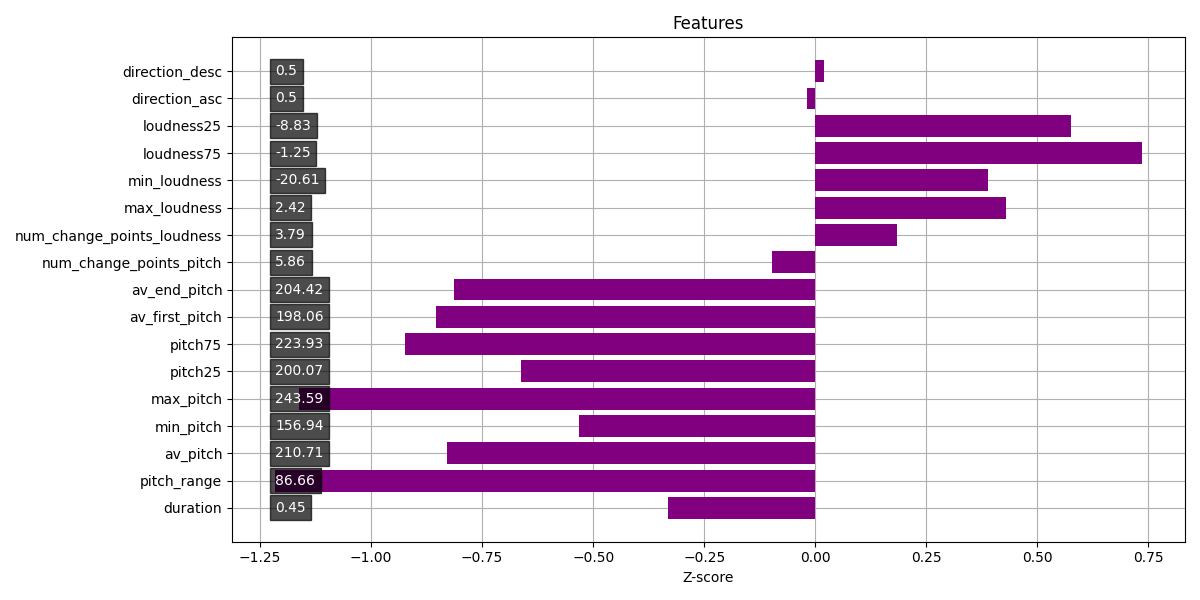 Features
direction_desc 0.5
direction_asc 0.5
loudness25 -8.83
loudness75 -1.25
min_loudness -20.61
max_loudness 2.42
num_change_points_loudness 3.79
num_change_points_pitch 5.86
av_end_pitch 204.42
av_first_pitch 198.06
pitch75 223.93
pitch25 200.07
max_pitch 243.59
min_pitch 156.94
av_pitch 210.71
pitch_range 86.66
duration 0.45
−1.25 −1.00 −0.75 −0.50 −0.25 0.00 0.25 0.50 0.75
Z-score